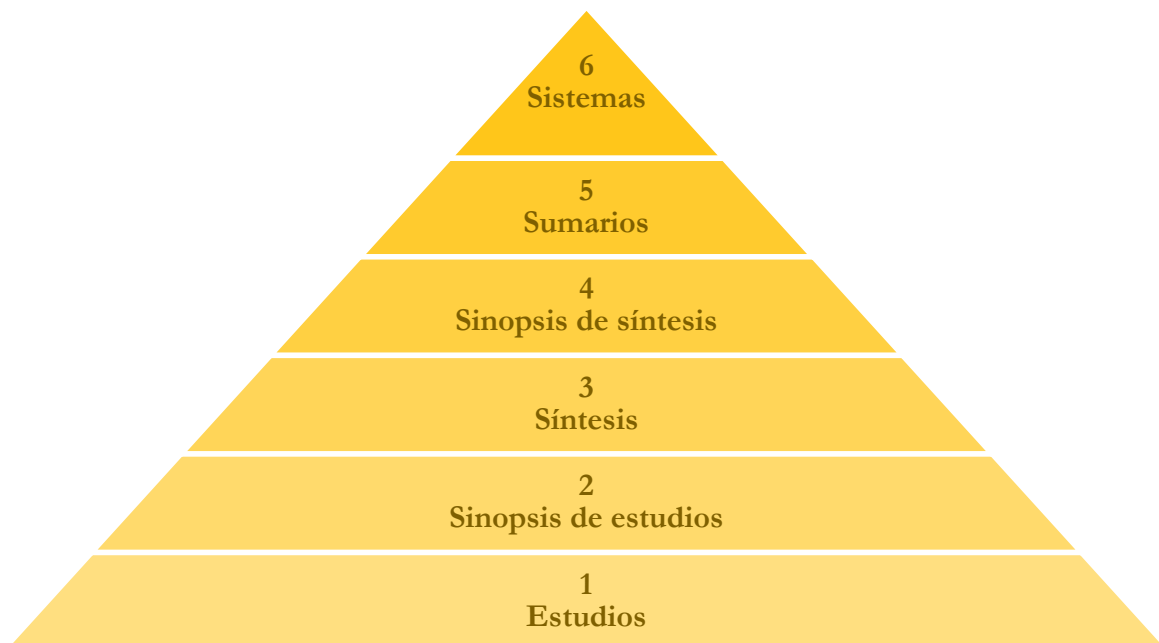 6
Sistemas
5
Sumarios
4
Sinopsis de síntesis
3
Síntesis
2
Sinopsis de estudios
1
Estudios